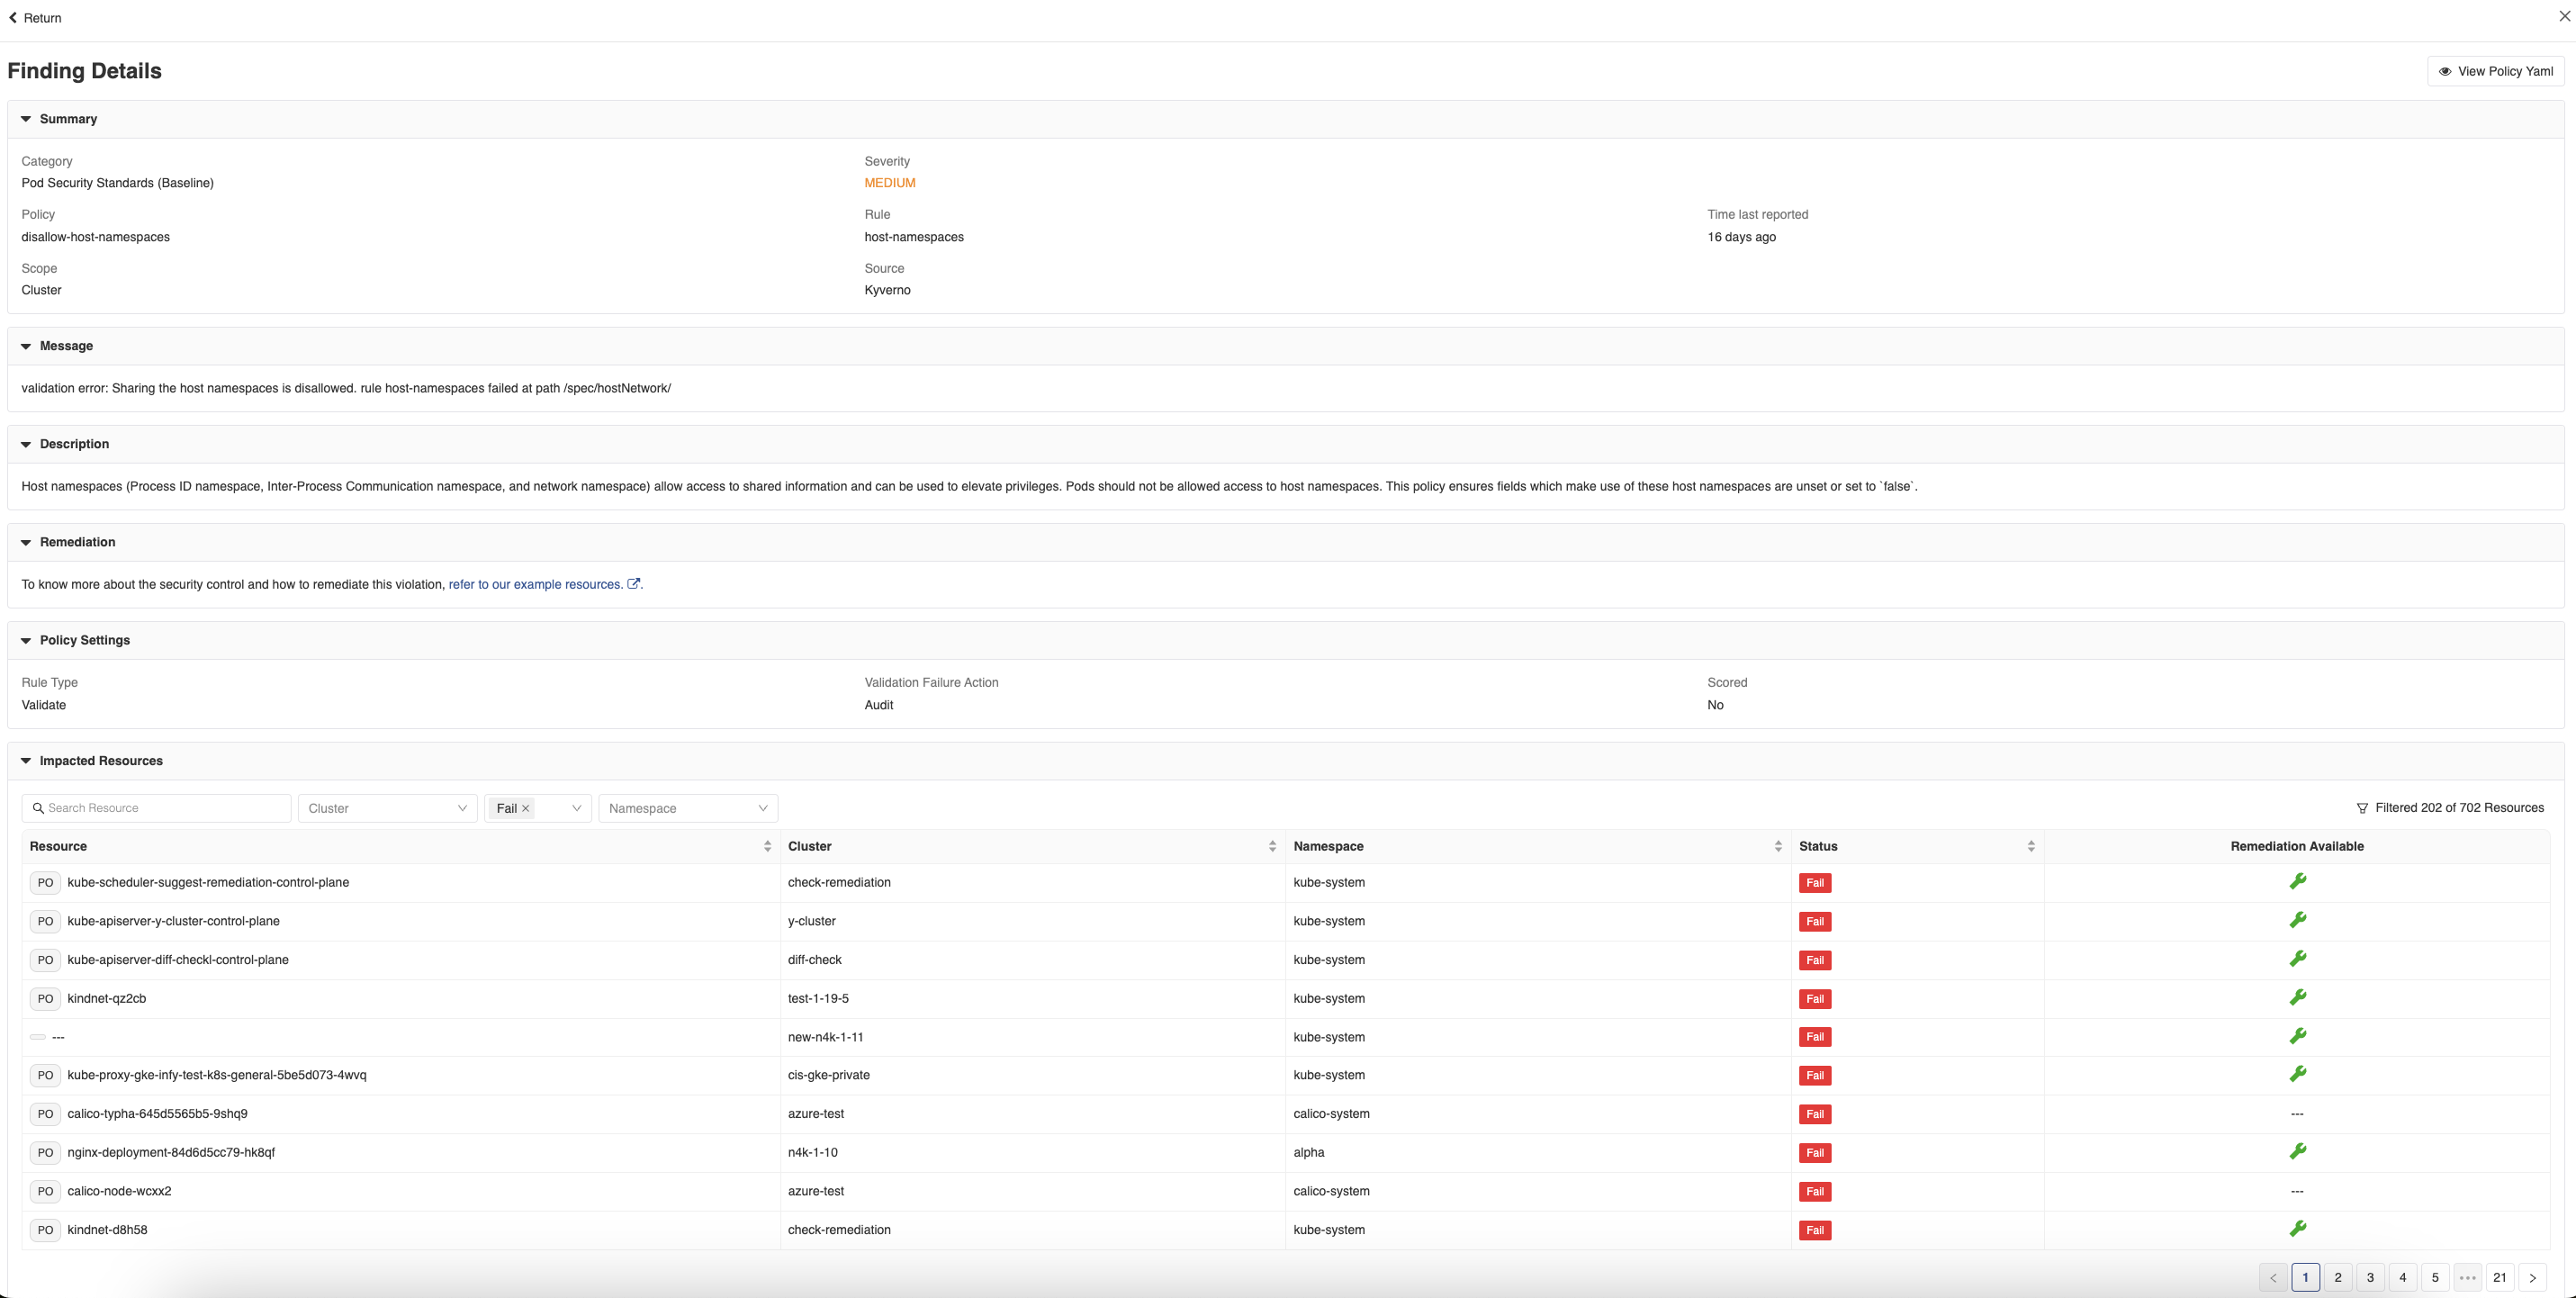 Return
Finding Details
View Policy Yaml
Summary
Category
Severity
Pod Security Standards (Baseline)
MEDIUM
Policy
Rule
Time last reported
disallow-host-namespaces
host-namespaces
16 days ago
Scope
Source
Cluster
Kyverno
Message
validation error: Sharing the host namespaces is disallowed. rule host-namespaces failed at path /spec/hostNetwork/
Description
Host namespaces (Process ID namespace, Inter-Process Communication namespace, and network namespace) allow access to shared information and can be used to elevate privileges. Pods should not be allowed access to host namespaces. This policy ensures fields which make use of these host namespaces are unset or set to `false`.
Remediation
To know more about the security control and how to remediate this violation, refer to our example resources. .
Policy Settings
Rule Type
Validation Failure Action
Scored
Validate
Audit
No
Impacted Resources
Search Resource
Cluster
Fail
Namespace
Filtered 202 of 702 Resources
Resource Cluster Namespace Status Remediation Available
PO kube-scheduler-suggest-remediation-control-plane check-remediation kube-system Fail
PO kube-apiserver-y-cluster-control-plane y-cluster kube-system Fail
PO kube-apiserver-diff-checkl-control-plane diff-check kube-system Fail
PO kindnet-qz2cb test-1-19-5 kube-system Fail
--- new-n4k-1-11 kube-system Fail
PO kube-proxy-gke-infy-test-k8s-general-5be5d073-4wvq cis-gke-private kube-system Fail
PO calico-typha-645d5565b5-9shq9 azure-test calico-system Fail ---
PO nginx-deployment-84d6d5cc79-hk8qf n4k-1-10 alpha Fail
PO calico-node-wcxx2 azure-test calico-system Fail ---
PO kindnet-d8h58 check-remediation kube-system Fail
1 2 3 4 5 ••• 21